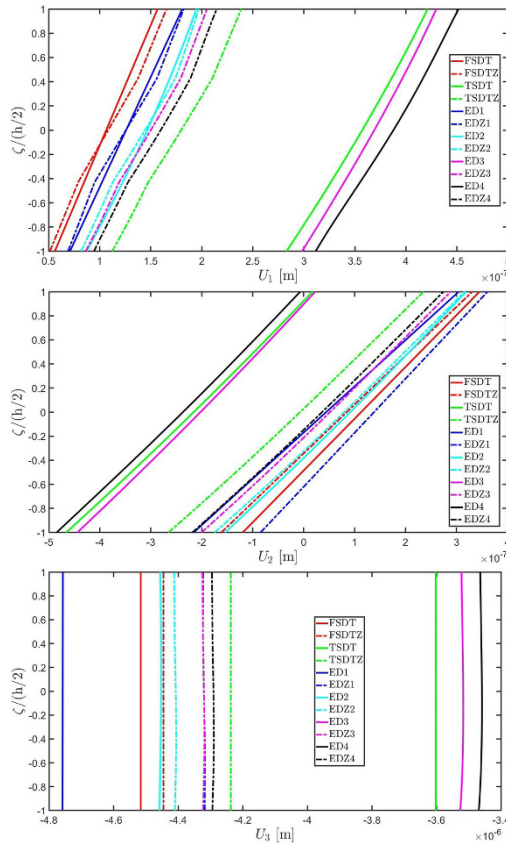 1
0.8
0.6
0.4
0.2
0
-0.2
-0.4
-0.6
-0.8
-1
ζ/(h/2)
FSDT
FSDTZ
TSDT
TSDTZ
ED1
EDZ1
ED2
EDZ2
ED3
EDZ3
ED4
EDZ4
0.5 1 1.5 2 2.5 3 3.5 4 4.5
U₁ [m]
×10⁻⁷
1
0.8
0.6
0.4
0.2
0
-0.2
-0.4
-0.6
-0.8
-1
ζ/(h/2)
FSDT
FSDTZ
TSDT
TSDTZ
ED1
EDZ1
ED2
EDZ2
ED3
EDZ3
ED4
EDZ4
-5 -4 -3 -2 -1 0 1 2 3 4
U₂ [m]
×10⁻⁷
1
0.8
0.6
0.4
0.2
0
-0.2
-0.4
-0.6
-0.8
-1
ζ/(h/2)
FSDT
FSDTZ
TSDT
TSDTZ
ED1
EDZ1
ED2
EDZ2
ED3
EDZ3
ED4
EDZ4
-4.8 -4.6 -4.4 -4.2 -4 -3.8 -3.6 -3.4
U₃ [m]
×10⁻⁶